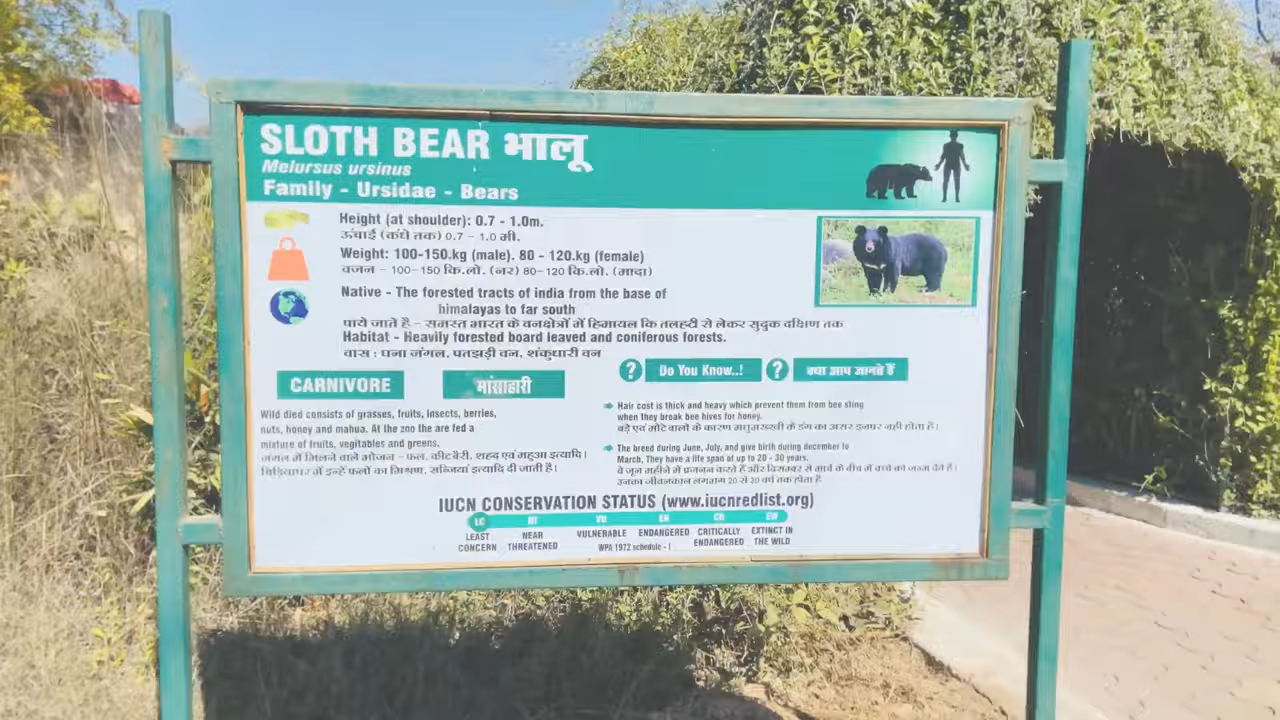 SLOTH BEAR भालू
Melursus ursinus
Family - Ursidae - Bears
Height (at shoulder): 0.7 - 1.0m.
ऊंचाई (कंधे तक) 0.7 - 1.0 मी.
Weight: 100-150.kg (male). 80 - 120.kg (female)
वजन - 100-150 कि.लो. (नर) 80-120 कि.लो. (मादा)
Native - The forested tracts of india from the base of
himalayas to far south
पाये जाते है - समस्त भारत के वनक्षेत्रों में हिमायल कि तलहटी से लेकर सुदुक दक्षिण तक
Habitat - Heavily forested board leaved and coniferous forests.
वास : घना जंगल, पतझड़ी वन, शंकुधारी वन
CARNIVORE मांसाहारी
Wild died consists of grasses, fruits, insects, berries,
nuts, honey and mahua. At the zoo the are fed a
mixture of fruits, vegitables and greens.
जंगल में मिलने वाले भोजन - फल, कीट बैरी, शहद एवं महुआ इत्यादि।
चिड़ियाघर में इन्हें फलों का मिश्रण, सब्जियां इत्यादि दी जाती है।
? Do You Know..! ? क्या आप जानते हैं
Hair cost is thick and heavy which prevent them from bee sting
when they break bee hives for honey.
बड़े एवं मोटे बालो के कारण मधुमक्खी के डंग का असर इनपर नहीं होता है।
The breed during June, July, and give birth during december to
March, They have a life span of up to 20 - 30 years.
वे जून महीने में प्रजनन करते हैं और दिसम्बर से मार्च के बीच में बच्चे को जन्म देते हैं।
उनका जीवनकाल लगभग 20 से 30 वर्ष तक होता है
IUCN CONSERVATION STATUS (www.iucnredlist.org)
LC NT VU EN CR EW
LEAST CONCERN NEAR THREATENED VULNERABLE ENDANGERED CRITICALLY ENDANGERED EXTINCT IN THE WILD
WPA 1972 schedule - I